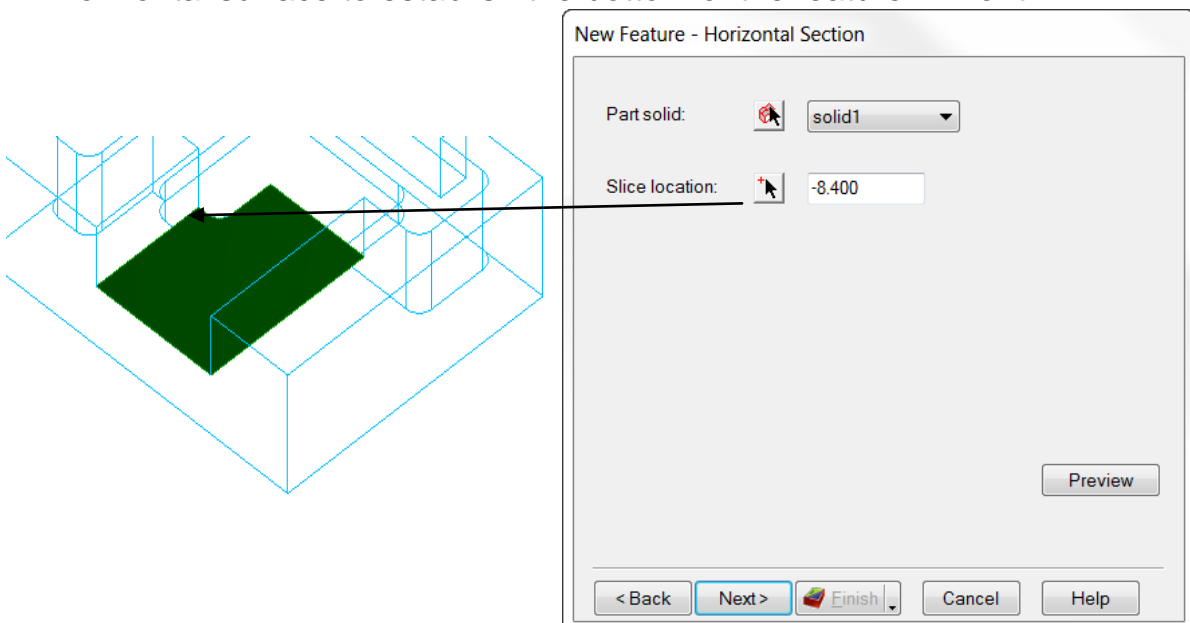 New Feature - Horizontal Section
Part solid:
solid1
Slice location:
-8.400
Preview
< Back
Next >
Finish
Cancel
Help